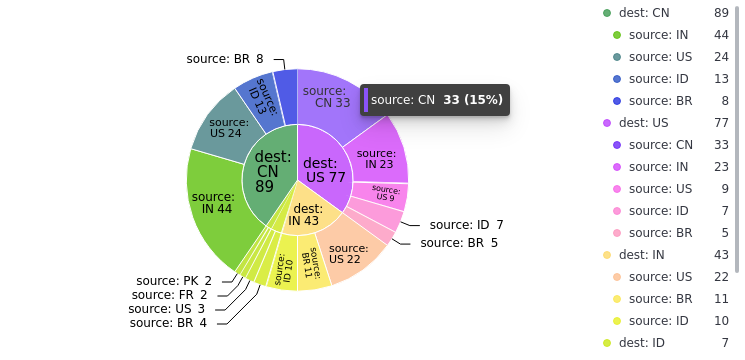 source: BR 8
source:
CN 33
source: CN 33 (15%)
source:
ID 13
source:
US 24
dest:
CN
89
dest:
US 77
source:
IN 23
source:
US 9
source:
IN 44
dest:
IN 43
source: ID 7
source: BR 5
source:
US 22
source:
BR 11
source:
ID 10
source: PK 2
source: FR 2
source: US 3
source: BR 4
dest: CN 89
source: IN 44
source: US 24
source: ID 13
source: BR 8
dest: US 77
source: CN 33
source: IN 23
source: US 9
source: ID 7
source: BR 5
dest: IN 43
source: US 22
source: BR 11
source: ID 10
dest: ID 7